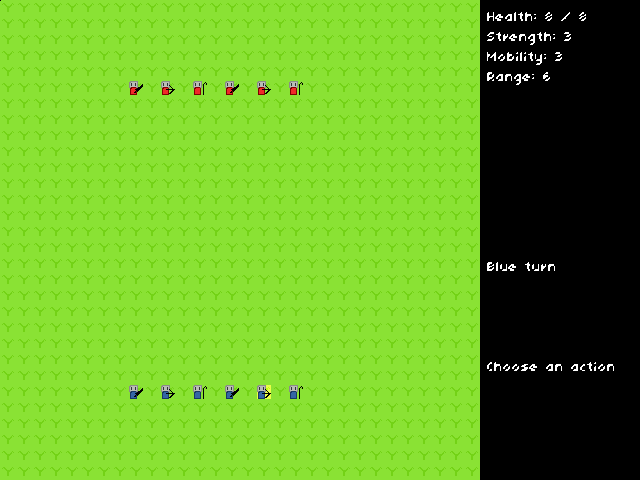 Health: 8 / 8
Strength: 3
Mobility: 3
Range: 6
Blue turn
Choose an action